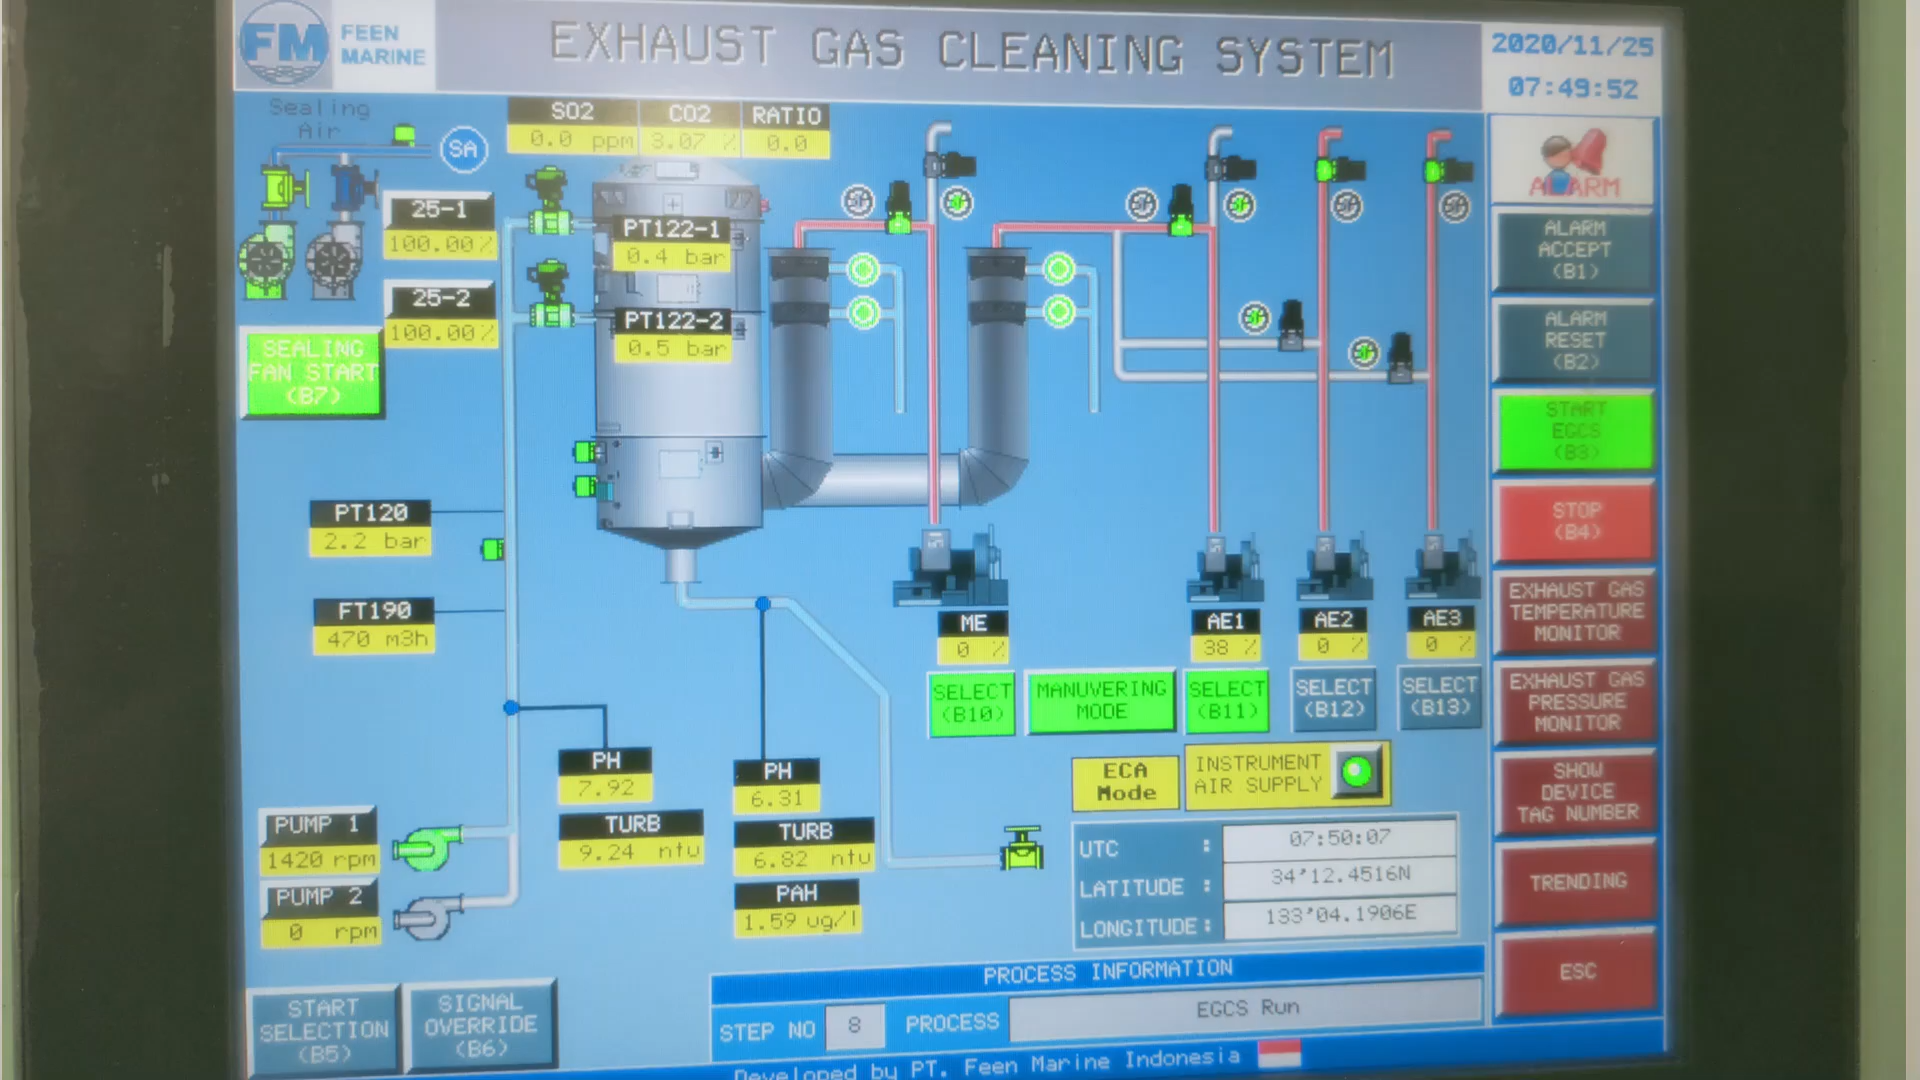 FM
FEEN
MARINE
EXHAUST GAS CLEANING SYSTEM
2020/11/25
07:49:52
Sealing
Air
SA
SO2
0.0 ppm
CO2
3.07 %
RATIO
0.0
25-1
100.00%
25-2
100.00%
PT122-1
0.4 bar
PT122-2
0.5 bar
SEALING
FAN START
(B7)
PT120
2.2 bar
FT190
470 m3h
PH
7.92
TURB
9.24 ntu
PH
6.31
TURB
6.82 ntu
PAH
1.59 ug/l
PUMP 1
1420 rpm
PUMP 2
0 rpm
START
SELECTION
(B5)
SIGNAL
OVERRIDE
(B6)
ME
0 %
AE1
38 %
AE2
0 %
AE3
0 %
SELECT
(B10)
MANUVERING
MODE
SELECT
(B11)
SELECT
(B12)
SELECT
(B13)
ECA
Mode
INSTRUMENT
AIR SUPPLY
UTC : 07:50:07
LATITUDE : 34'12.4516N
LONGITUDE : 133'04.1906E
PROCESS INFORMATION
STEP NO 8 PROCESS EGCS Run
Developed by PT. Feen Marine Indonesia
ALARM
ALARM
ACCEPT
(B1)
ALARM
RESET
(B2)
START
EGCS
(B3)
STOP
(B4)
EXHAUST GAS
TEMPERATURE
MONITOR
EXHAUST GAS
PRESSURE
MONITOR
SHOW
DEVICE
TAG NUMBER
TRENDING
ESC